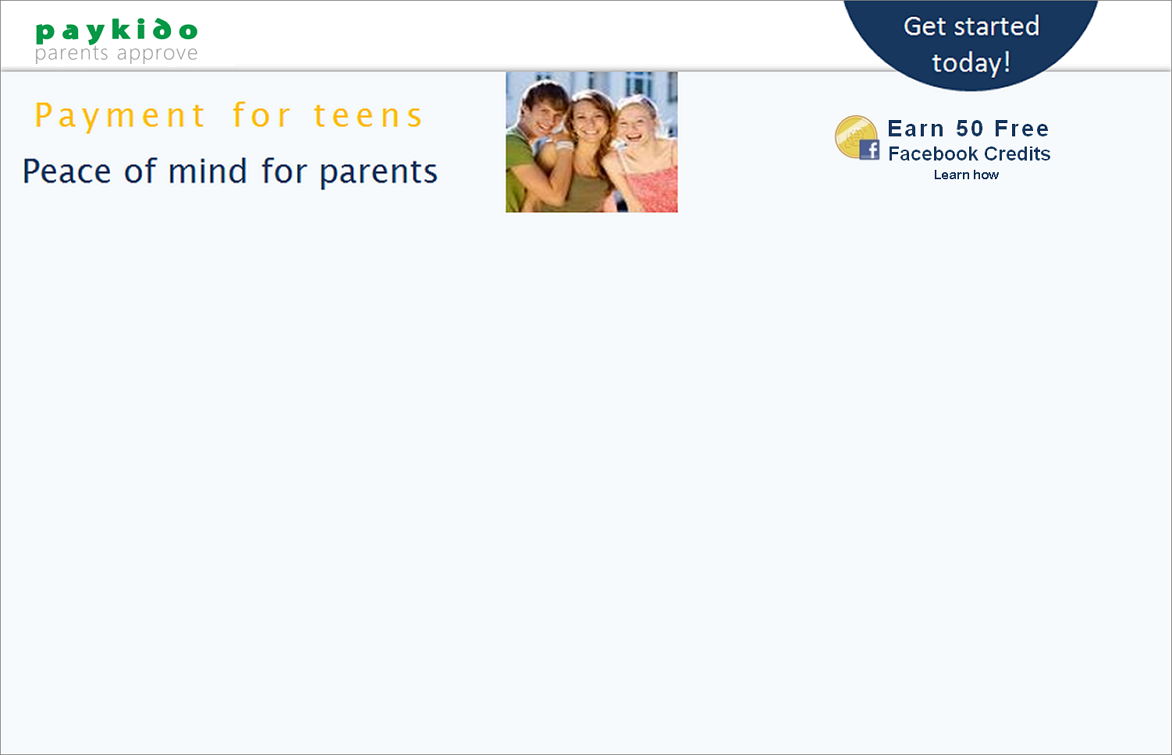 paykido
parents approve
Get started
today!
Payment for teens
Peace of mind for parents
Earn 50 Free
Facebook Credits
Learn how